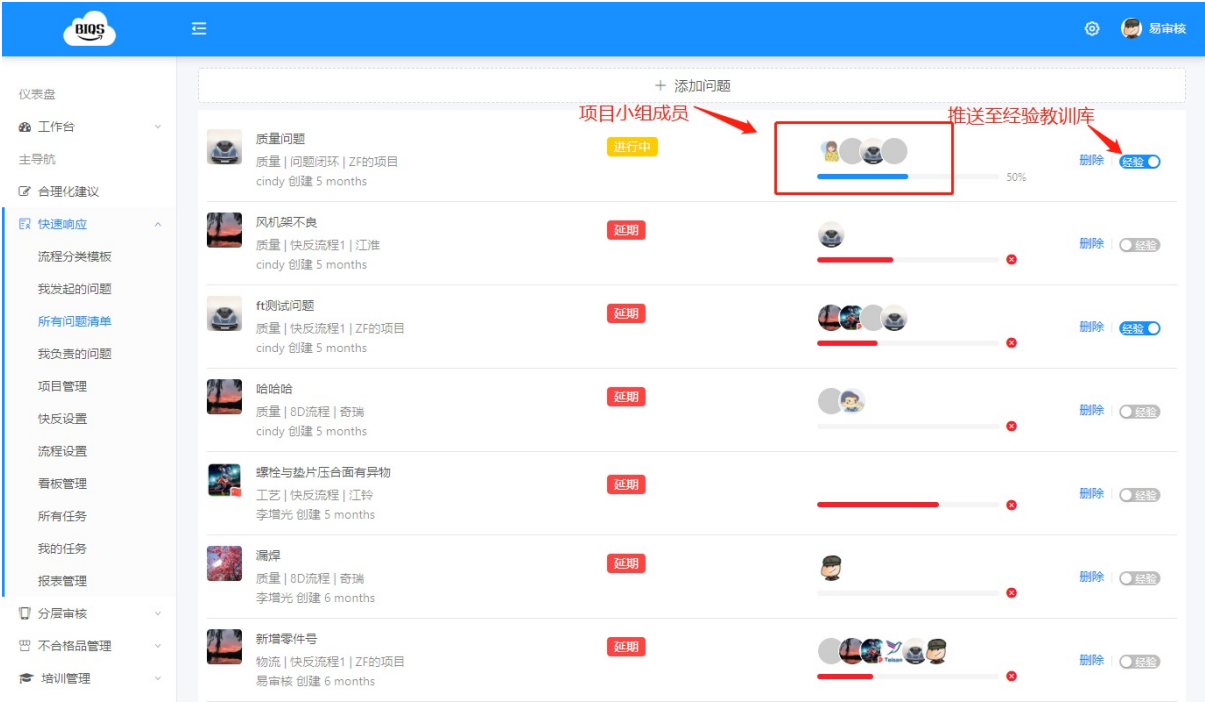 BIQS
易审核
仪表盘
工作台
主导航
合理化建议
快速响应
流程分类模板
我发起的问题
所有问题清单
我负责的问题
项目管理
快反设置
流程设置
看板管理
所有任务
我的任务
报表管理
分层审核
不合格品管理
培训管理
+ 添加问题
项目小组成员
推送至经验教训库
质量问题
质量 | 问题闭环 | ZF的项目
cindy 创建 5 months
进行中
50%
删除
经验
风机架不良
质量 | 快反流程1 | 江淮
cindy 创建 5 months
延期
删除
经验
ft测试问题
质量 | 快反流程1 | ZF的项目
cindy 创建 5 months
延期
删除
经验
哈哈哈
质量 | 8D流程 | 奇瑞
cindy 创建 5 months
延期
删除
经验
螺栓与垫片压合面有异物
工艺 | 快反流程 | 江铃
李增光 创建 5 months
延期
删除
经验
漏焊
质量 | 8D流程 | 奇瑞
李增光 创建 6 months
延期
删除
经验
新增零件号
物流 | 快反流程1 | ZF的项目
易审核 创建 6 months
延期
Taisan
删除
经验